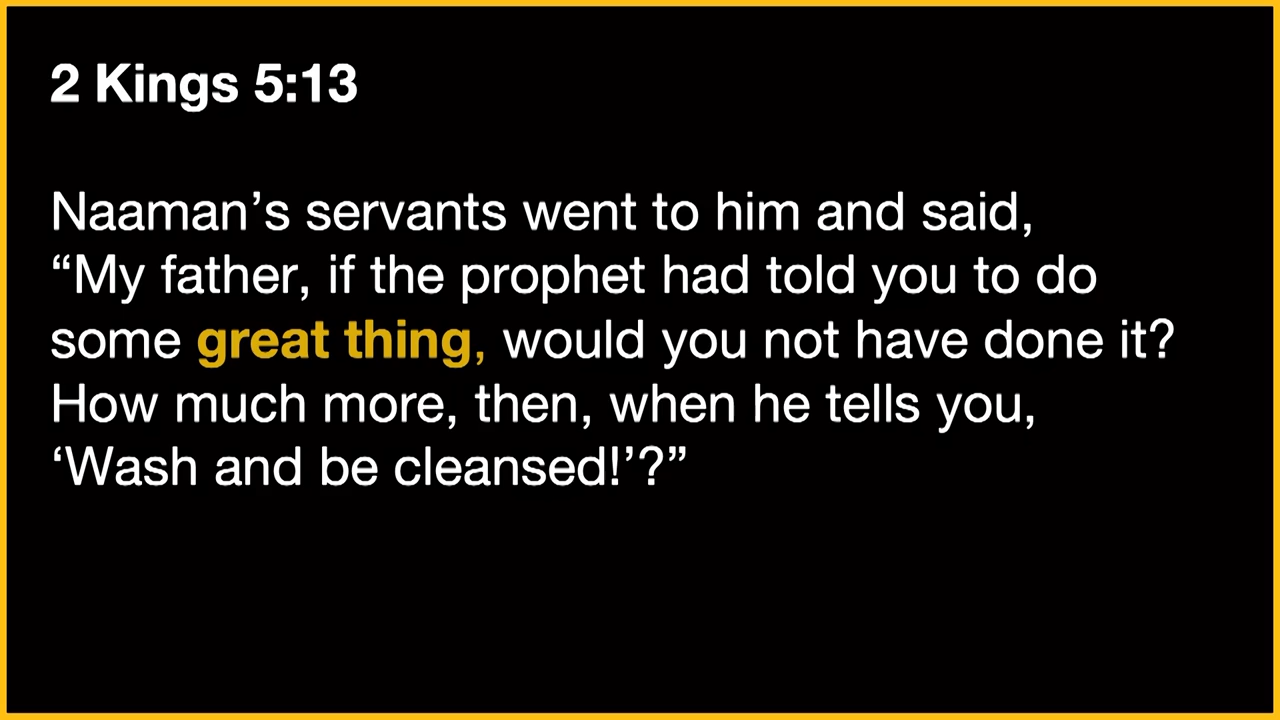 2 Kings 5:13
Naaman’s servants went to him and said,
“My father, if the prophet had told you to do
some great thing, would you not have done it?
How much more, then, when he tells you,
‘Wash and be cleansed!’?”